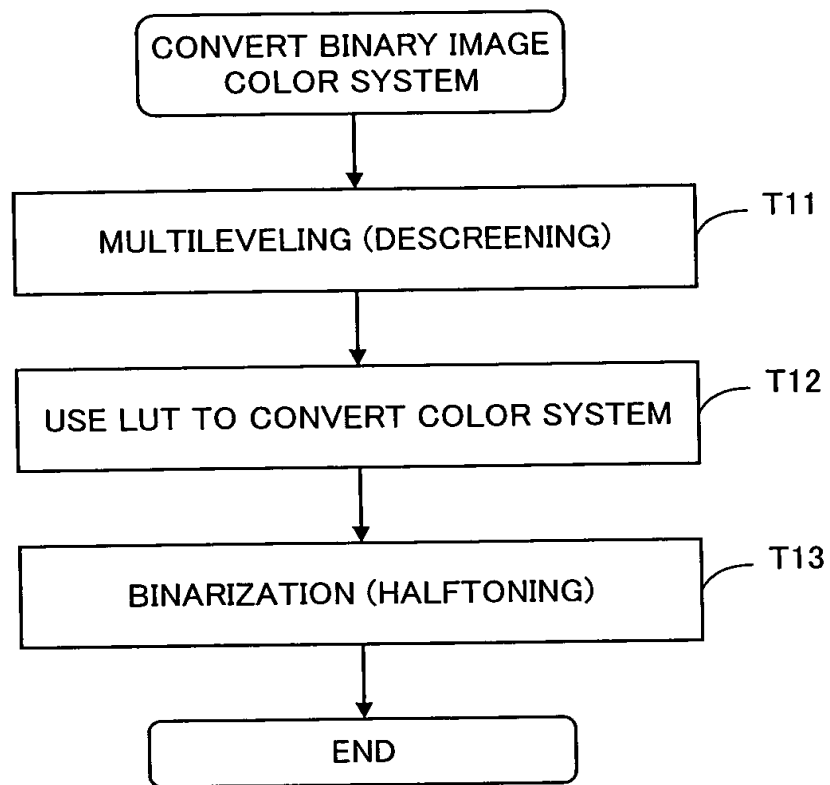 CONVERT BINARY IMAGE
COLOR SYSTEM
MULTILEVELING (DESCREENING)
T11
USE LUT TO CONVERT COLOR SYSTEM
T12
BINARIZATION (HALFTONING)
T13
END